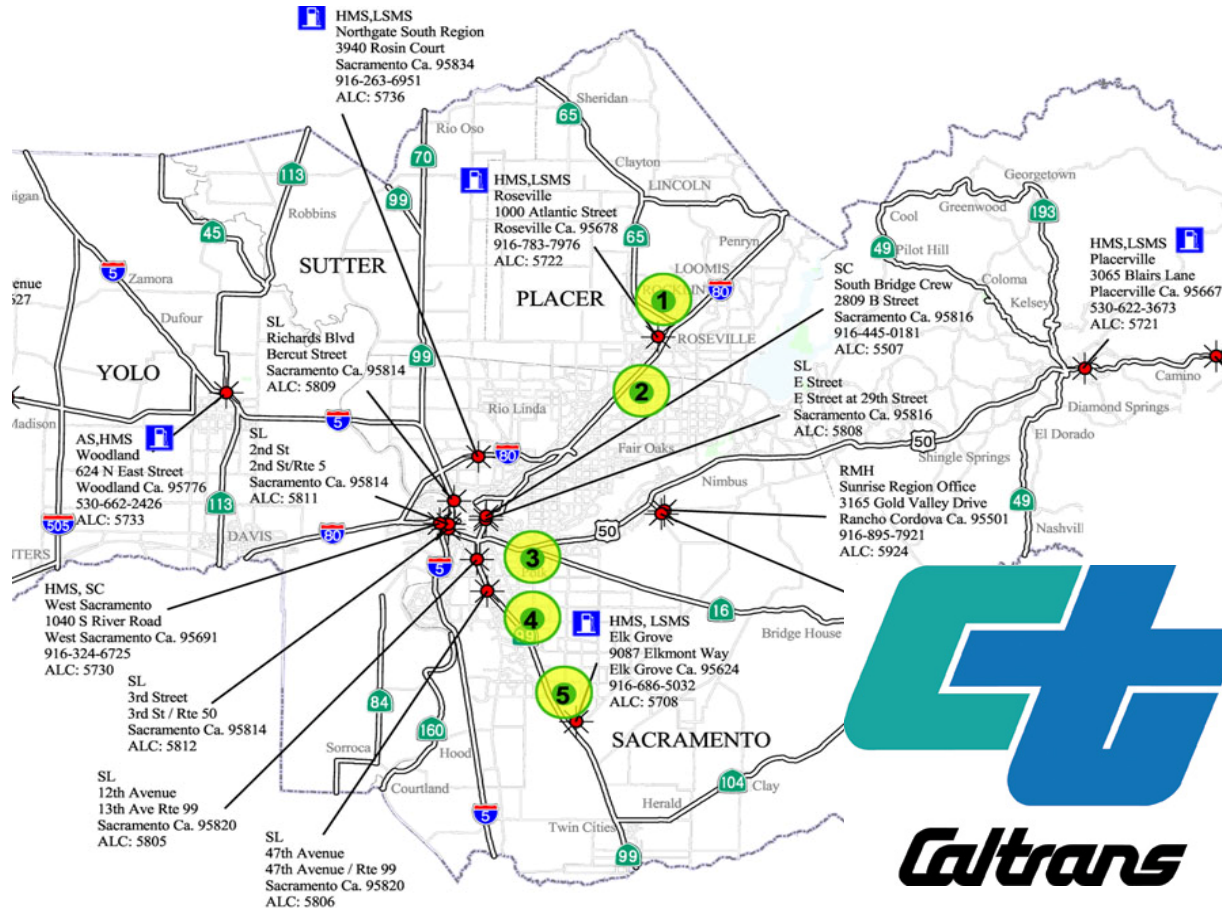 HMS,LSMS
Northgate South Region
3940 Rosin Court
Sacramento Ca. 95834
916-263-6951
ALC: 5736
Sheridan
65
Rio Oso
70
113
99
Clayton
LINCOLN
HMS,LSMS
Roseville
1000 Atlantic Street
Roseville Ca. 95678
916-783-7976
ALC: 5722
65
Penryn
LOOMIS
ROCKLIN
80
Georgetown
Greenwood
193
Cool
49
Pilot Hill
Coloma
Kelsey
HMS,LSMS
Placerville
3065 Blairs Lane
Placerville Ca. 95667
530-622-3673
ALC: 5721
igan
Robbins
45
SUTTER
5
Zamora
enue
527
Dufour
PLACER
1
ROSEVILLE
2
SC
South Bridge Crew
2809 B Street
Sacramento Ca. 95816
916-445-0181
ALC: 5507
SL
Richards Blvd
Bercut Street
Sacramento Ca. 95814
ALC: 5809
99
YOLO
Rio Linda
SL
E Street
E Street at 29th Street
Sacramento Ca. 95816
ALC: 5808
Camino
Diamond Springs
Madison
5
80
Fair Oaks
50
El Dorado
Shingle Springs
AS,HMS
Woodland
624 N East Street
Woodland Ca. 95776
530-662-2426
ALC: 5733
SL
2nd St
2nd St/Rte 5
Sacramento Ca. 95814
ALC: 5811
Nimbus
RMH
Sunrise Region Office
3165 Gold Valley Drive
Rancho Cordova Ca. 95501
916-895-7921
ALC: 5924
49
Nashvil
505
113
DAVIS
80
50
NTERS
5
3
Polk
HMS, SC
West Sacramento
1040 S River Road
West Sacramento Ca. 95691
916-324-6725
ALC: 5730
4
99
16
Bridge House
HMS, LSMS
Elk Grove
9087 Elkmont Way
Elk Grove Ca. 95624
916-686-5032
ALC: 5708
5
SL
3rd Street
3rd St / Rte 50
Sacramento Ca. 95814
ALC: 5812
84
160
Sorroca
Hood
Courtland
SACRAMENTO
104
Clay
Herald
Twin Cities
5
99
SL
12th Avenue
13th Ave Rte 99
Sacramento Ca. 95820
ALC: 5805
SL
47th Avenue
47th Avenue / Rte 99
Sacramento Ca. 95820
ALC: 5806
Ct
Caltrans